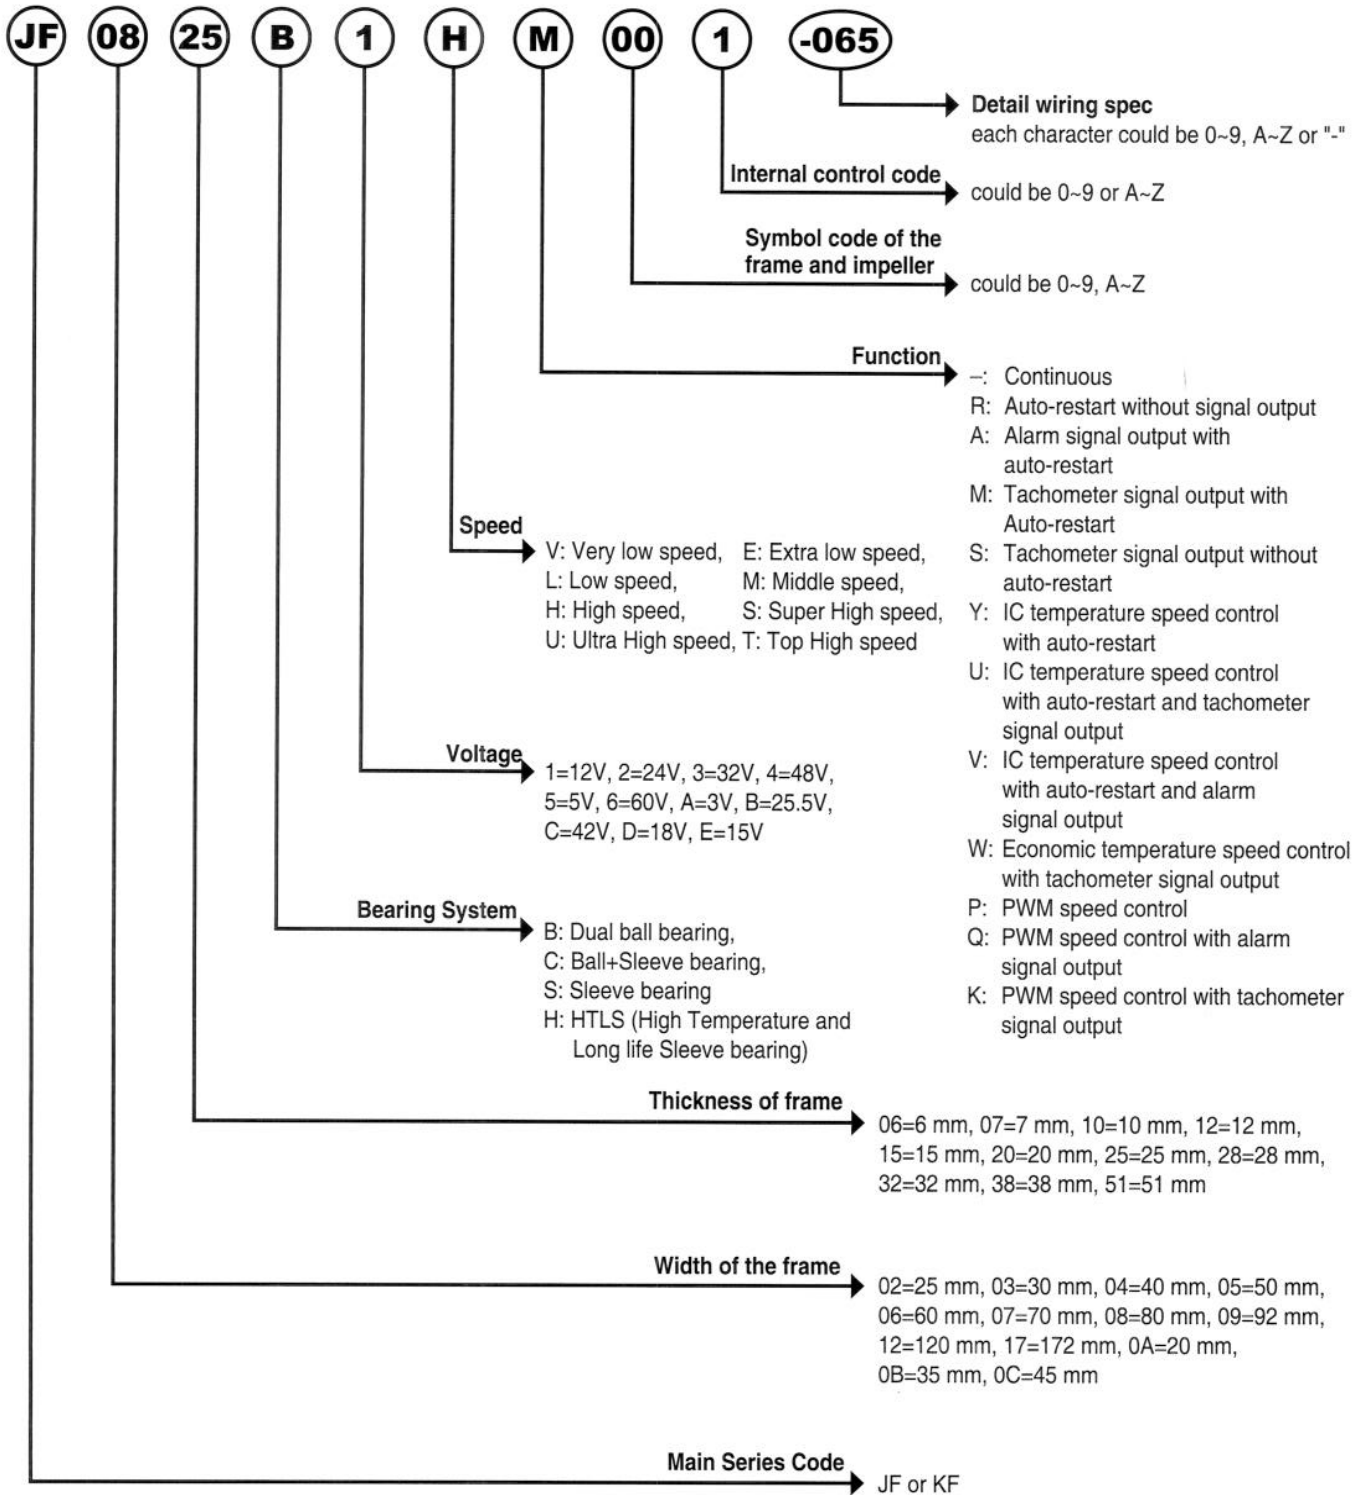 JF 08 25 B 1 H M 00 1 -065
Detail wiring spec
each character could be 0~9, A~Z or "-"
Internal control code
could be 0~9 or A~Z
Symbol code of the
frame and impeller
could be 0~9, A~Z
Function
–: Continuous
R: Auto-restart without signal output
A: Alarm signal output with
auto-restart
M: Tachometer signal output with
Auto-restart
S: Tachometer signal output without
auto-restart
Y: IC temperature speed control
with auto-restart
U: IC temperature speed control
with auto-restart and tachometer
signal output
V: IC temperature speed control
with auto-restart and alarm
signal output
W: Economic temperature speed control
with tachometer signal output
P: PWM speed control
Q: PWM speed control with alarm
signal output
K: PWM speed control with tachometer
signal output
Speed
V: Very low speed, E: Extra low speed,
L: Low speed, M: Middle speed,
H: High speed, S: Super High speed,
U: Ultra High speed, T: Top High speed
Voltage
1=12V, 2=24V, 3=32V, 4=48V,
5=5V, 6=60V, A=3V, B=25.5V,
C=42V, D=18V, E=15V
Bearing System
B: Dual ball bearing,
C: Ball+Sleeve bearing,
S: Sleeve bearing
H: HTLS (High Temperature and
Long life Sleeve bearing)
Thickness of frame
06=6 mm, 07=7 mm, 10=10 mm, 12=12 mm,
15=15 mm, 20=20 mm, 25=25 mm, 28=28 mm,
32=32 mm, 38=38 mm, 51=51 mm
Width of the frame
02=25 mm, 03=30 mm, 04=40 mm, 05=50 mm,
06=60 mm, 07=70 mm, 08=80 mm, 09=92 mm,
12=120 mm, 17=172 mm, 0A=20 mm,
0B=35 mm, 0C=45 mm
Main Series Code
JF or KF